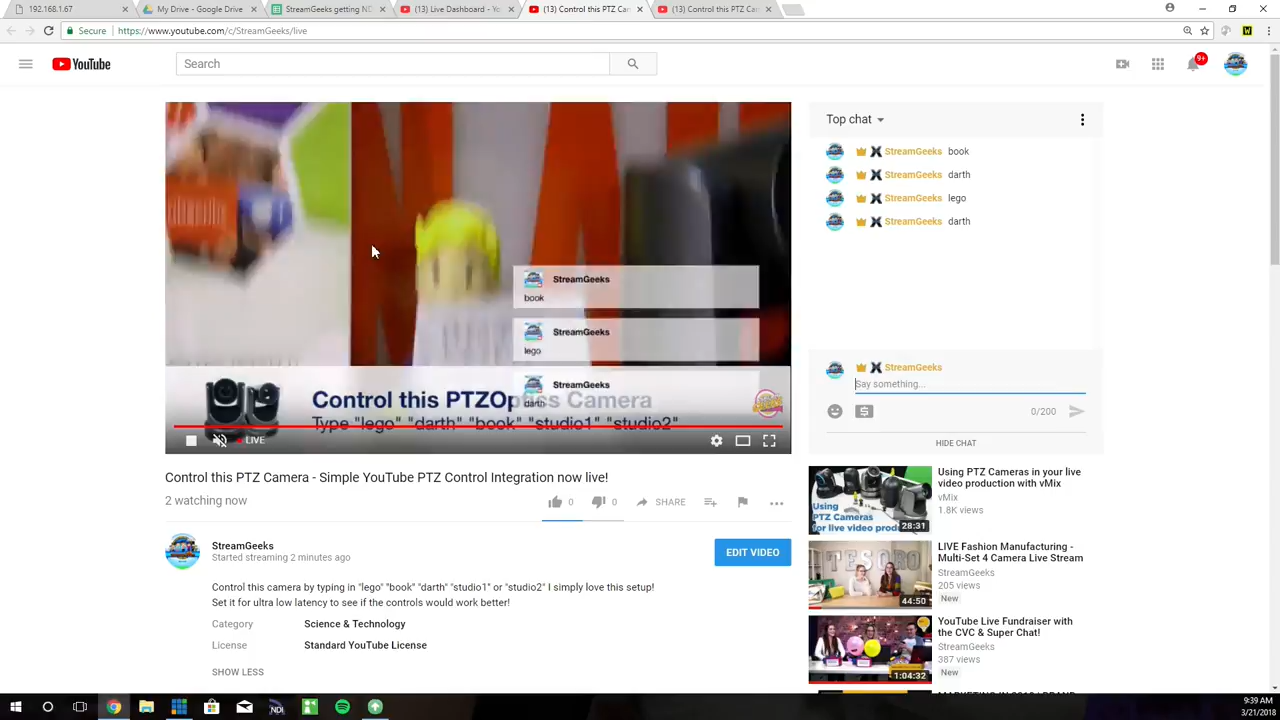 192.168.1.67
My Drive - Google Drive
StreamGeeks getting ND
(13) Live Dashboard - Yo
(13) Control this PTZ Car
(13) Control this PTZ Car
Secure
https://www.youtube.com/c/StreamGeeks/live
YouTube
Search
9+
StreamGeeks
book
StreamGeeks
lego
StreamGeeks
darth
Control this PTZOptics Camera
Type "lego" "darth" "book" "studio1" "studio2"
LIVE
Control this PTZ Camera - Simple YouTube PTZ Control Integration now live!
2 watching now
0
0
SHARE
StreamGeeks
Started streaming 2 minutes ago
EDIT VIDEO
Control this camera by typing in "lego" "book" "darth" "studio1" or "studio2" I simply love this setup!
Set it for ultra low latency to see if the controls would work better!
Category Science & Technology
License Standard YouTube License
SHOW LESS
Top chat
StreamGeeks book
StreamGeeks darth
StreamGeeks lego
StreamGeeks darth
StreamGeeks
Say something...
0/200
HIDE CHAT
Using
PTZ Cameras
28:31
Using PTZ Cameras in your live
video production with vMix
vMix
1.8K views
TESORO
44:50
LIVE Fashion Manufacturing -
Multi-Set 4 Camera Live Stream
StreamGeeks
205 views
New
1:04:32
YouTube Live Fundraiser with
the CVC & Super Chat!
StreamGeeks
387 views
New
9:39 AM
3/21/2018